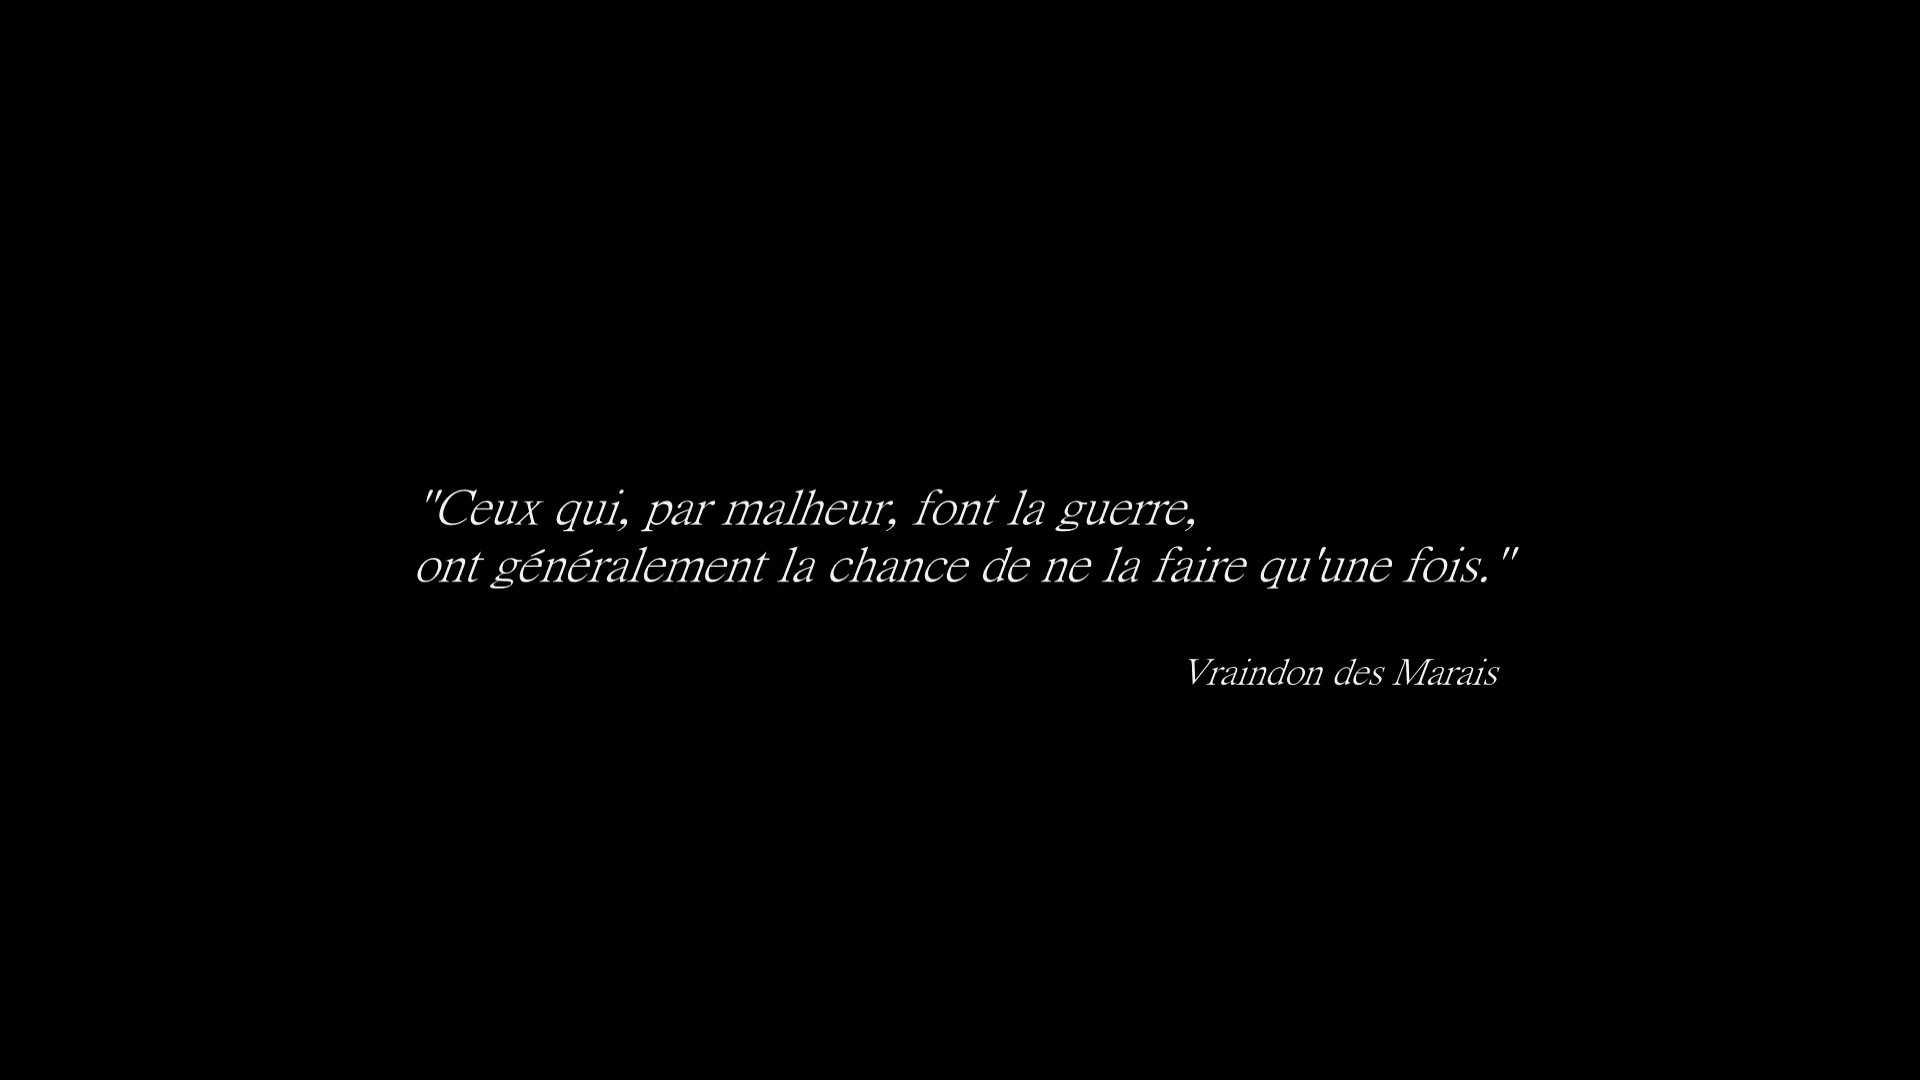 "Ceux qui, par malheur, font la guerre,
ont généralement la chance de ne la faire qu'une fois."
Vraindon des Marais